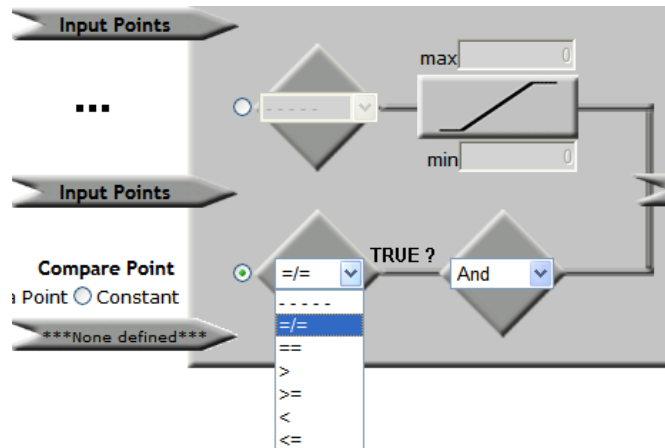 Input Points
max 0
...
- - - - -
min 0
Input Points
Compare Point
=/=
TRUE ?
And
a Point Constant
- - - - -
***None defined***
=/=
==
>
>=
<
<=